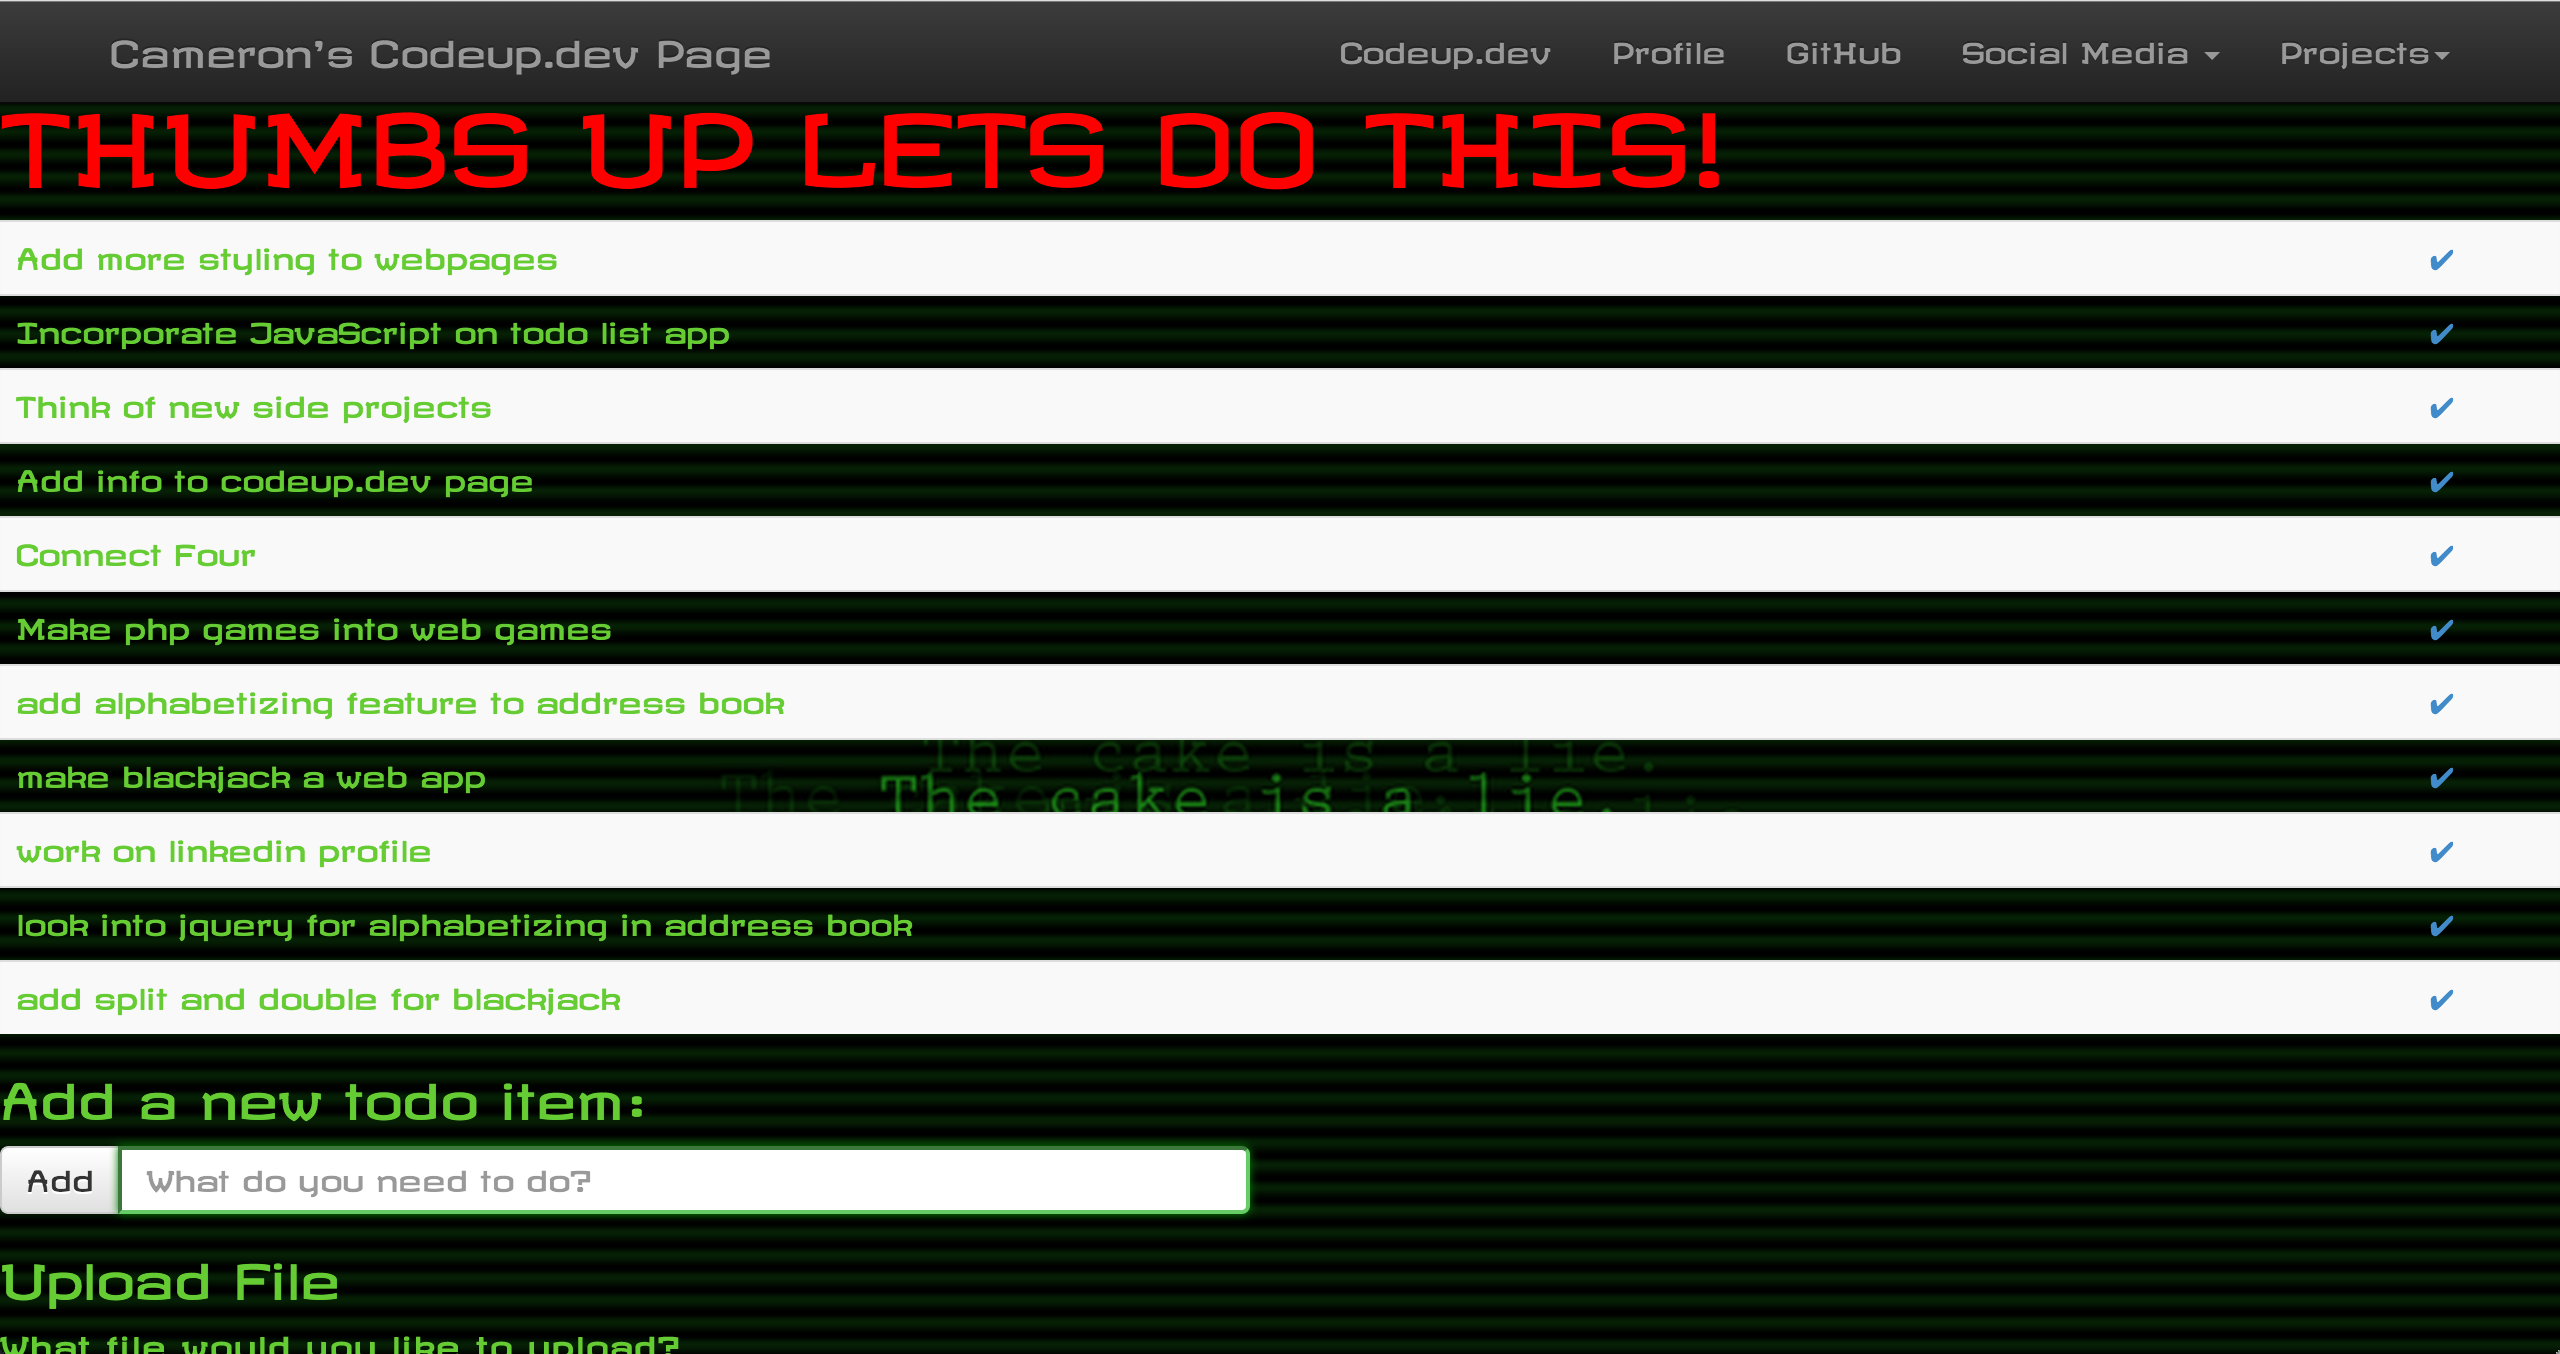 Cameron's Codeup.dev Page Codeup.dev Profile GitHub Social Media Projects
THUMBS UP LETS DO THIS!
Add more styling to webpages ✔
Incorporate JavaScript on todo list app ✔
Think of new side projects ✔
Add info to codeup.dev page ✔
Connect Four ✔
Make php games into web games ✔
add alphabetizing feature to address book ✔
The cake is a lie.
make blackjack a web app ✔
The cake is a lie.
work on linkedin profile ✔
look into jquery for alphabetizing in address book ✔
add split and double for blackjack ✔
Add a new todo item:
Add What do you need to do?
Upload File
What file would you like to upload?